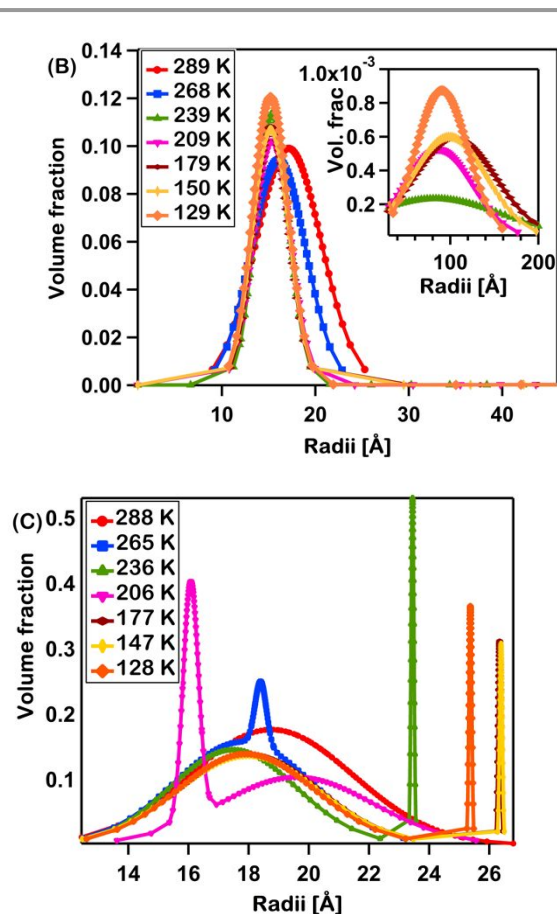 (B)
0.14
0.12
0.10
0.08
0.06
0.04
0.02
0.00
Volume fraction
289 K
268 K
239 K
209 K
179 K
150 K
129 K
1.0x10⁻³
0.8
0.6
0.4
0.2
Vol. frac
100
200
Radii [Å]
10
20
30
40
Radii [Å]
(C)
0.5
0.4
0.3
0.2
0.1
Volume fraction
288 K
265 K
236 K
206 K
177 K
147 K
128 K
14
16
18
20
22
24
26
Radii [Å]